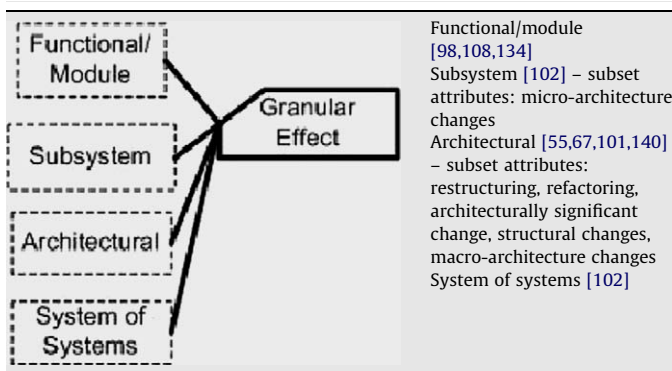 Functional/
Module
Subsystem
Architectural
System of
Systems
Granular
Effect
Functional/module
[98,108,134]
Subsystem [102] – subset
attributes: micro-architecture
changes
Architectural [55,67,101,140]
– subset attributes:
restructuring, refactoring,
architecturally significant
change, structural changes,
macro-architecture changes
System of systems [102]